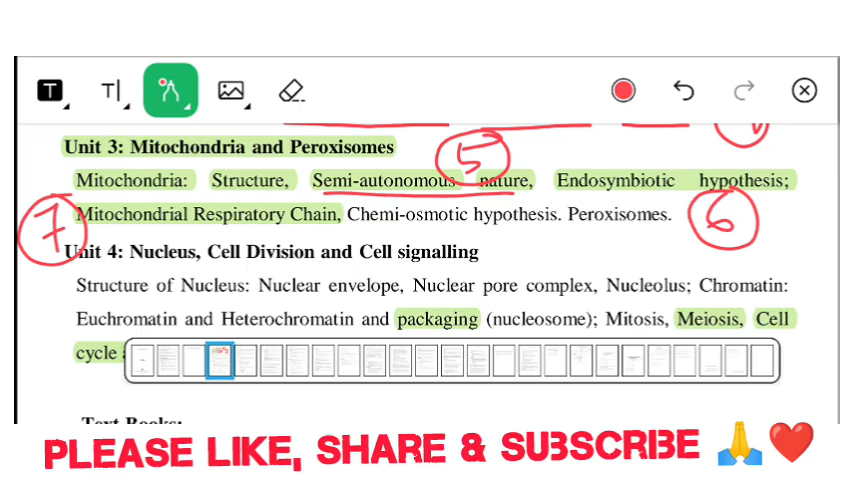 T T
Unit 3: Mitochondria and Peroxisomes
5
Mitochondria: Structure, Semi-autonomous nature, Endosymbiotic hypothesis;
7 Mitochondrial Respiratory Chain, Chemi-osmotic hypothesis. Peroxisomes. 6
Unit 4: Nucleus, Cell Division and Cell signalling
Structure of Nucleus: Nuclear envelope, Nuclear pore complex, Nucleolus; Chromatin:
Euchromatin and Heterochromatin and packaging (nucleosome); Mitosis, Meiosis, Cell
cycle
Text Books:
PLEASE LIKE, SHARE & SUBSCRIBE